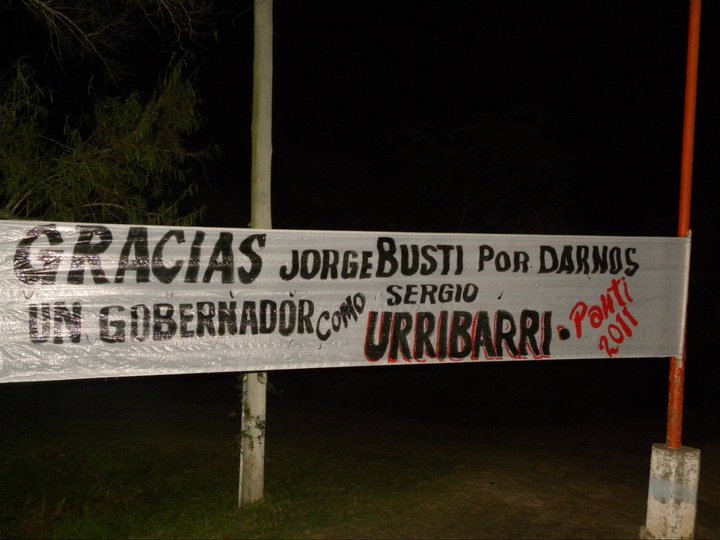 GRACIAS JORGE BUSTI POR DARNOS
UN GOBERNADOR COMO SERGIO
URRIBARRI. Panti
2011